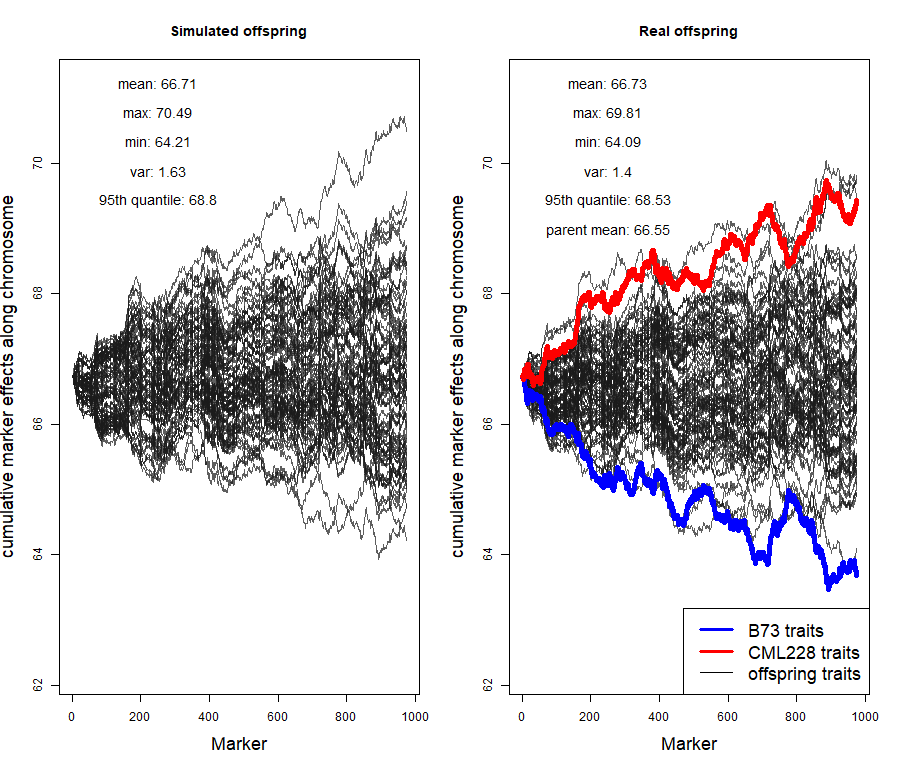 Simulated offspring
mean: 66.71
max: 70.49
min: 64.21
var: 1.63
95th quantile: 68.8
cumulative marker effects along chromosome
70
68
66
64
62
0 200 400 600 800 1000
Marker
Real offspring
mean: 66.73
max: 69.81
min: 64.09
var: 1.4
95th quantile: 68.53
parent mean: 66.55
cumulative marker effects along chromosome
70
68
66
64
62
B73 traits
CML228 traits
offspring traits
0 200 400 600 800 1000
Marker